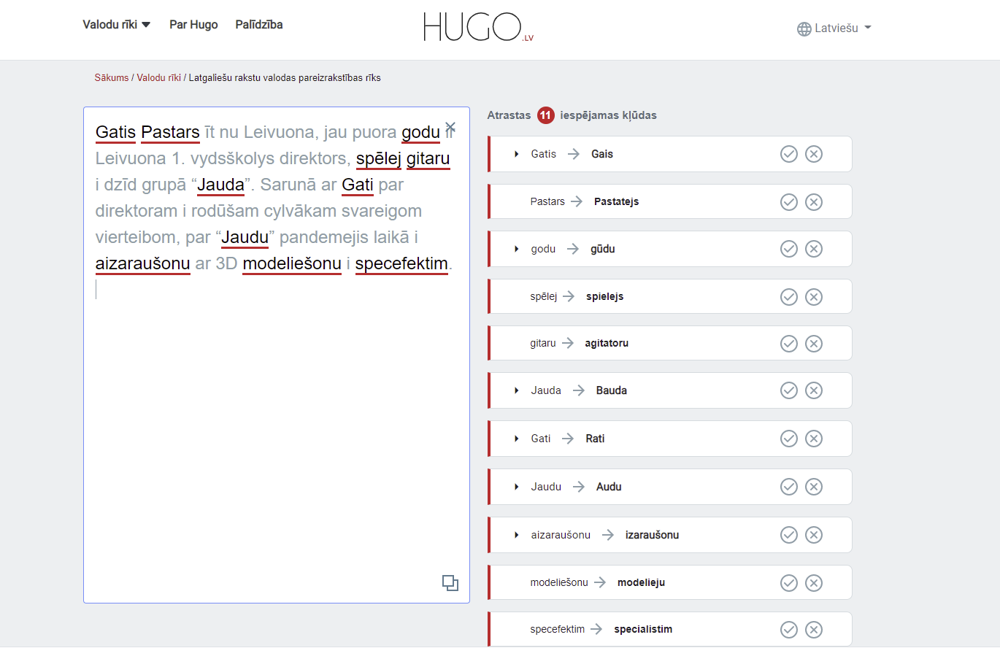 Valodu rīki Par Hugo Palīdzība HUGO.LV Latviešu
Sākums / Valodu rīki / Latgaliešu rakstu valodas pareizrakstības rīks
Gatis Pastars īt nu Leivuona, jau puora godu ir
Leivuona 1. vydsškolys direktors, spēlej gitaru
i dzīd grupā “Jauda”. Sarunā ar Gati par
direktoram i rodūšam cylvākam svareigom
vierteibom, par “Jaudu” pandemejis laikā i
aizaraušonu ar 3D modeliešonu i specefektim.
Atrastas 11 iespējamas kļūdas
Gatis → Gais
Pastars → Pastatejs
godu → gūdu
spēlej → spielejs
gitaru → agitatoru
Jauda → Bauda
Gati → Rati
Jaudu → Audu
aizaraušonu → izaraušonu
modeliešonu → modelieju
specefektim → specialistim